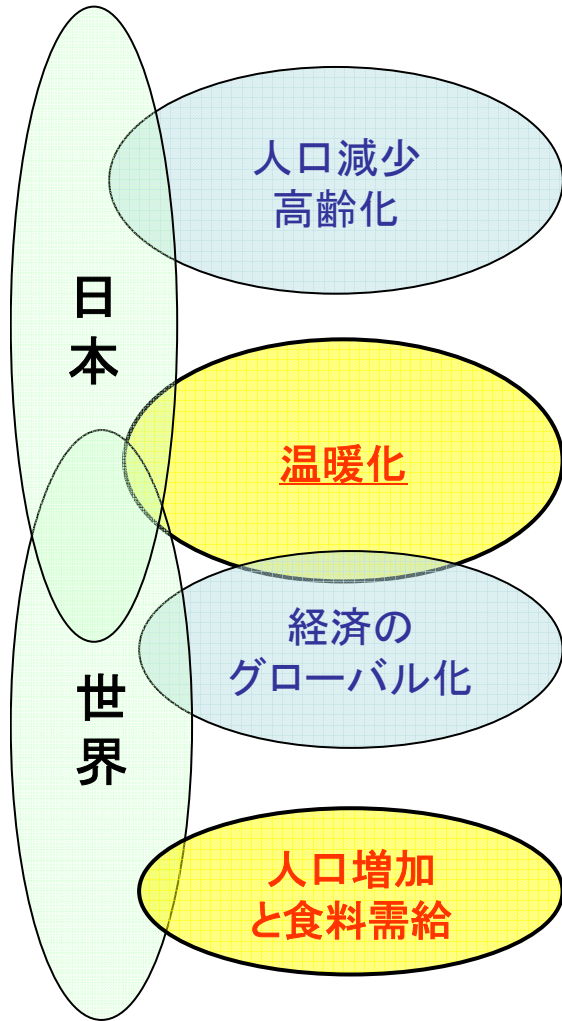 日本
人口減少
高齢化
温暖化
世界
経済の
グローバル化
人口増加
と食料需給